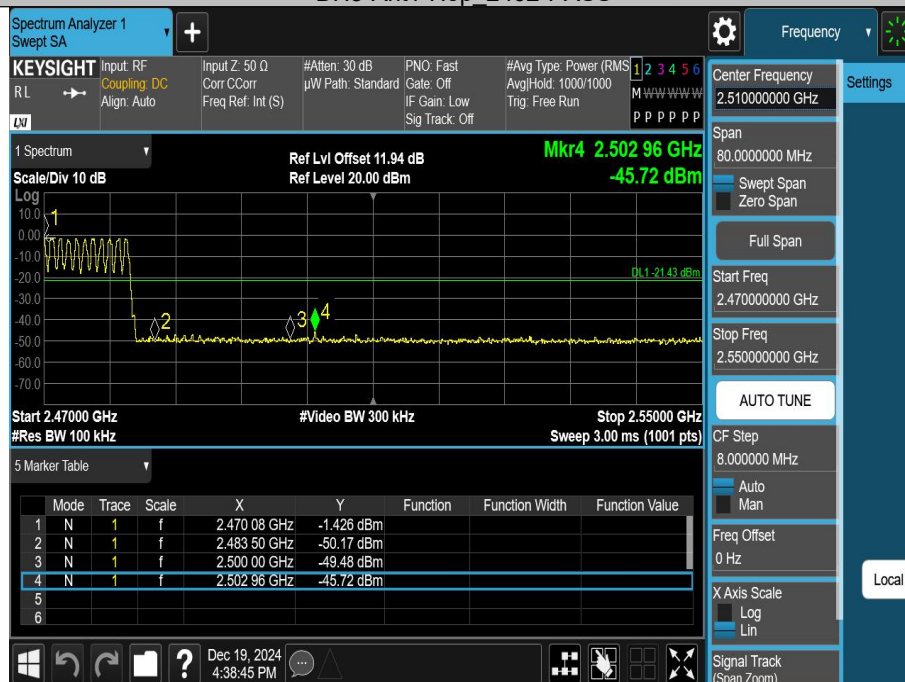 Spectrum Analyzer 1
Swept SA
+
Frequency
KEYSIGHT
RL
LXI
Input: RF
Coupling: DC
Align: Auto
Input Z: 50 Ω
Corr CCorr
Freq Ref: Int (S)
#Atten: 30 dB
µW Path: Standard
PNO: Fast
Gate: Off
IF Gain: Low
Sig Track: Off
#Avg Type: Power (RMS
Avg|Hold: 1000/1000
Trig: Free Run
1 2 3 4 5 6
M W W W W W
P P P P P P
1 Spectrum
Scale/Div 10 dB
Ref Lvl Offset 11.94 dB
Ref Level 20.00 dBm
Mkr4 2.502 96 GHz
-45.72 dBm
Log
10.0
0.00
-10.0
-20.0
-30.0
-40.0
-50.0
-60.0
-70.0
1
2
3
4
DL1 -21.43 dBm
Start 2.47000 GHz
#Res BW 100 kHz
#Video BW 300 kHz
Stop 2.55000 GHz
Sweep 3.00 ms (1001 pts)
5 Marker Table
Mode Trace Scale X Y Function Function Width Function Value
1 N 1 f 2.470 08 GHz -1.426 dBm
2 N 1 f 2.483 50 GHz -50.17 dBm
3 N 1 f 2.500 00 GHz -49.48 dBm
4 N 1 f 2.502 96 GHz -45.72 dBm
5
6
?
Dec 19, 2024
4:38:45 PM
Center Frequency
2.510000000 GHz
Settings
Span
80.0000000 MHz
Swept Span
Zero Span
Full Span
Start Freq
2.470000000 GHz
Stop Freq
2.550000000 GHz
AUTO TUNE
CF Step
8.000000 MHz
Auto
Man
Freq Offset
0 Hz
Local
X Axis Scale
Log
Lin
Signal Track
(Span Zoom)